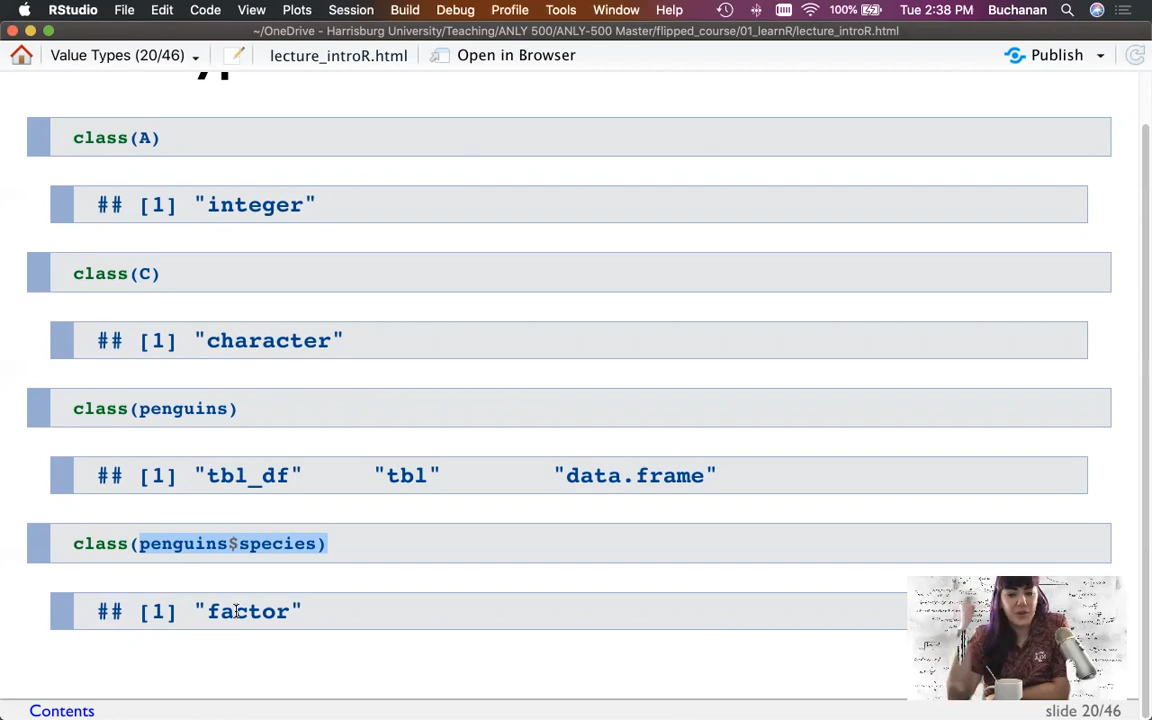 RStudio File Edit Code View Plots Session Build Debug Profile Tools Window Help 100% Tue 2:38 PM Buchanan
~/OneDrive - Harrisburg University/Teaching/ANLY 500/ANLY-500 Master/flipped_course/01_learnR/lecture_introR.html
Value Types (20/46) lecture_introR.html Open in Browser Publish
class(A)
## [1] "integer"
class(C)
## [1] "character"
class(penguins)
## [1] "tbl_df" "tbl" "data.frame"
class(penguins$species)
## [1] "factor"
Contents slide 20/46